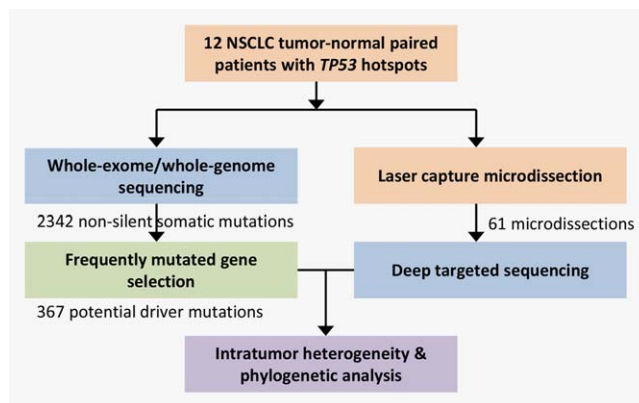 12 NSCLC tumor-normal paired
patients with TP53 hotspots
Whole-exome/whole-genome
sequencing
Laser capture microdissection
2342 non-silent somatic mutations
61 microdissections
Frequently mutated gene
selection
Deep targeted sequencing
367 potential driver mutations
Intratumor heterogeneity &
phylogenetic analysis